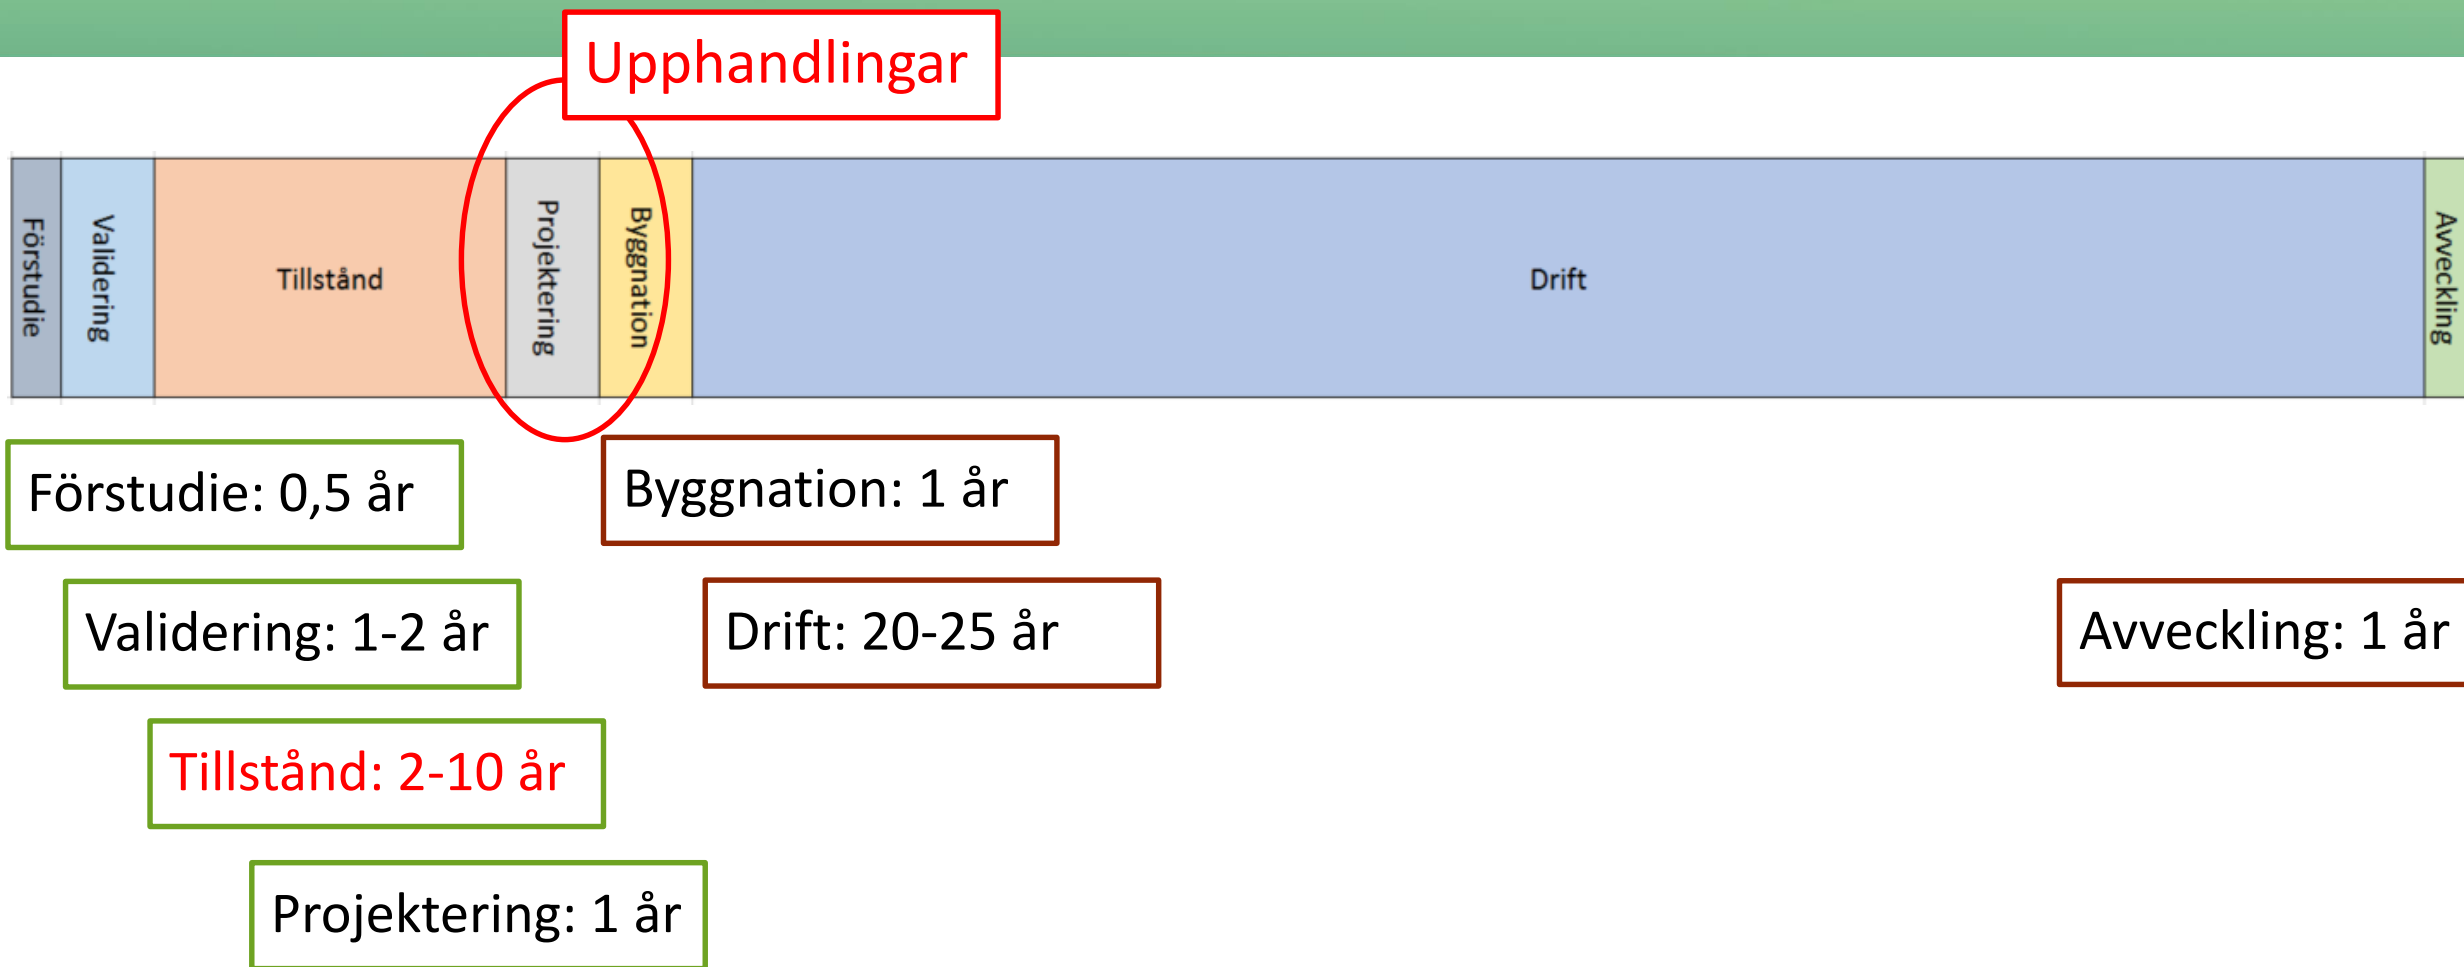 Upphandlingar
Förstudie
Validering
Tillstånd
Projektering
Byggnation
Drift
Avveckling
Förstudie: 0,5 år
Byggnation: 1 år
Validering: 1-2 år
Drift: 20-25 år
Avveckling: 1 år
Tillstånd: 2-10 år
Projektering: 1 år